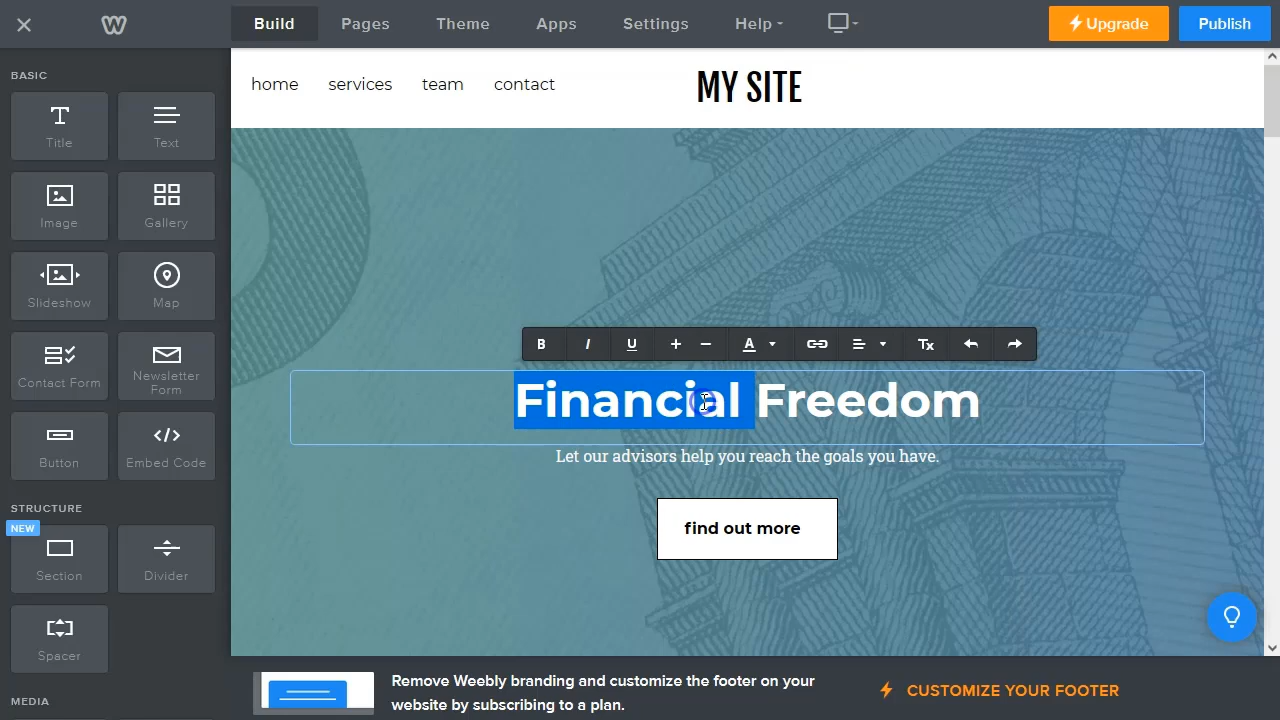 Build
Pages
Theme
Apps
Settings
Help
Upgrade
Publish
BASIC
Title
Text
Image
Gallery
Slideshow
Map
Contact Form
Newsletter
Form
Button
Embed Code
STRUCTURE
NEW
Section
Divider
Spacer
MEDIA
home
services
team
contact
MY SITE
B
I
U
A
Tx
Financial Freedom
Let our advisors help you reach the goals you have.
find out more
Remove Weebly branding and customize the footer on your
website by subscribing to a plan.
CUSTOMIZE YOUR FOOTER